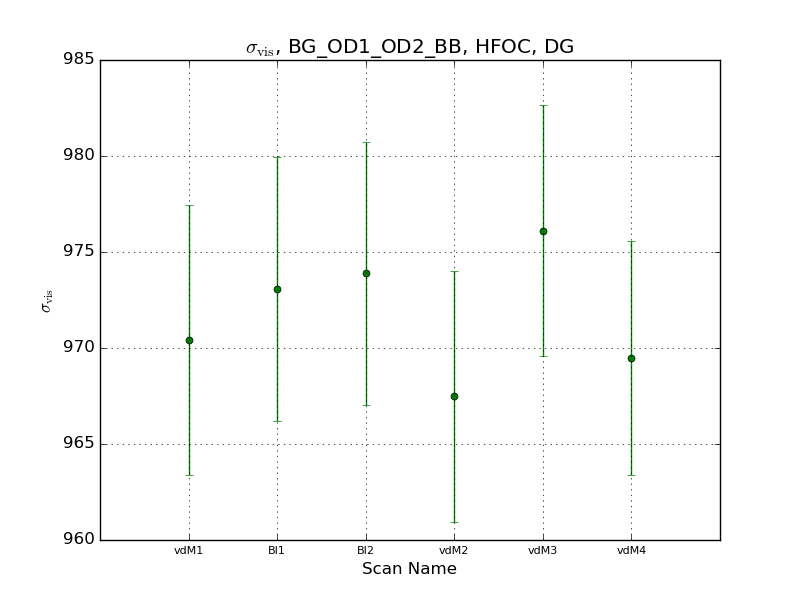 σvis, BG_OD1_OD2_BB, HFOC, DG
985
980
975
970
965
960
σvis
vdM1 BI1 BI2 vdM2 vdM3 vdM4
Scan Name